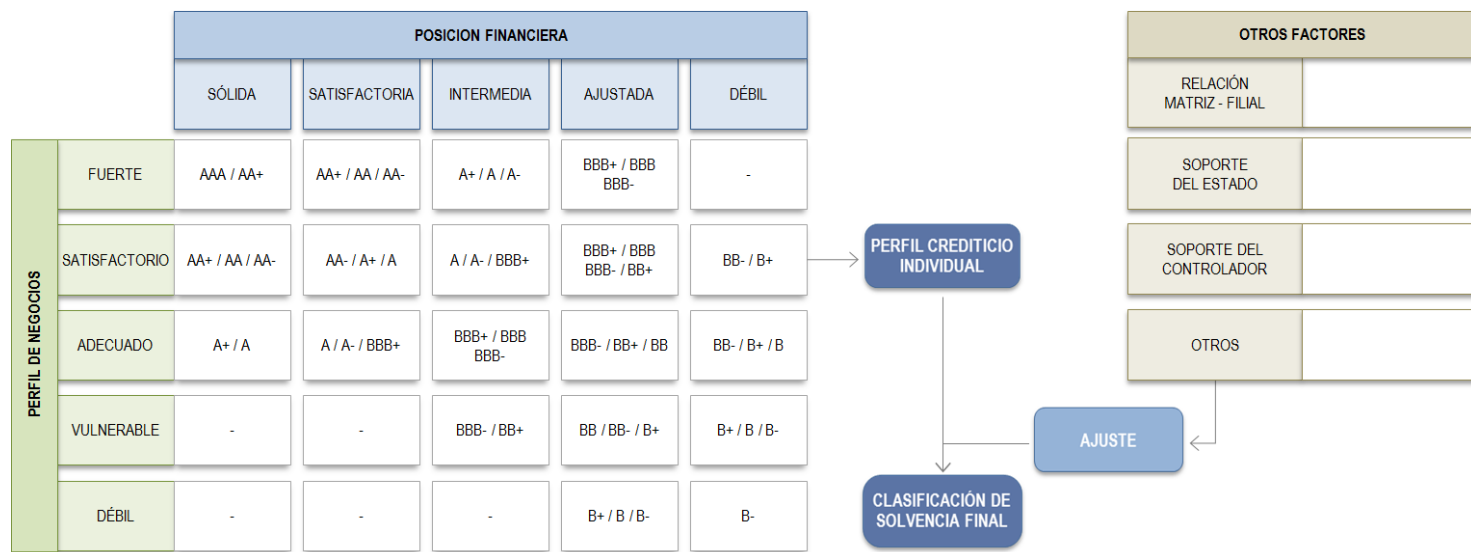 POSICION FINANCIERA
OTROS FACTORES
SÓLIDA
SATISFACTORIA
INTERMEDIA
AJUSTADA
DÉBIL
RELACIÓN
MATRIZ - FILIAL
PERFIL DE NEGOCIOS
FUERTE
AAA / AA+
AA+ / AA / AA-
A+ / A / A-
BBB+ / BBB
BBB-
-
SOPORTE
DEL ESTADO
SATISFACTORIO
AA+ / AA / AA-
AA- / A+ / A
A / A- / BBB+
BBB+ / BBB
BBB- / BB+
BB- / B+
PERFIL CREDITICIO
INDIVIDUAL
SOPORTE DEL
CONTROLADOR
ADECUADO
A+ / A
A / A- / BBB+
BBB+ / BBB
BBB-
BBB- / BB+ / BB
BB- / B+ / B
OTROS
VULNERABLE
-
-
BBB- / BB+
BB / BB- / B+
B+ / B / B-
AJUSTE
DÉBIL
-
-
-
B+ / B / B-
B-
CLASIFICACIÓN DE
SOLVENCIA FINAL